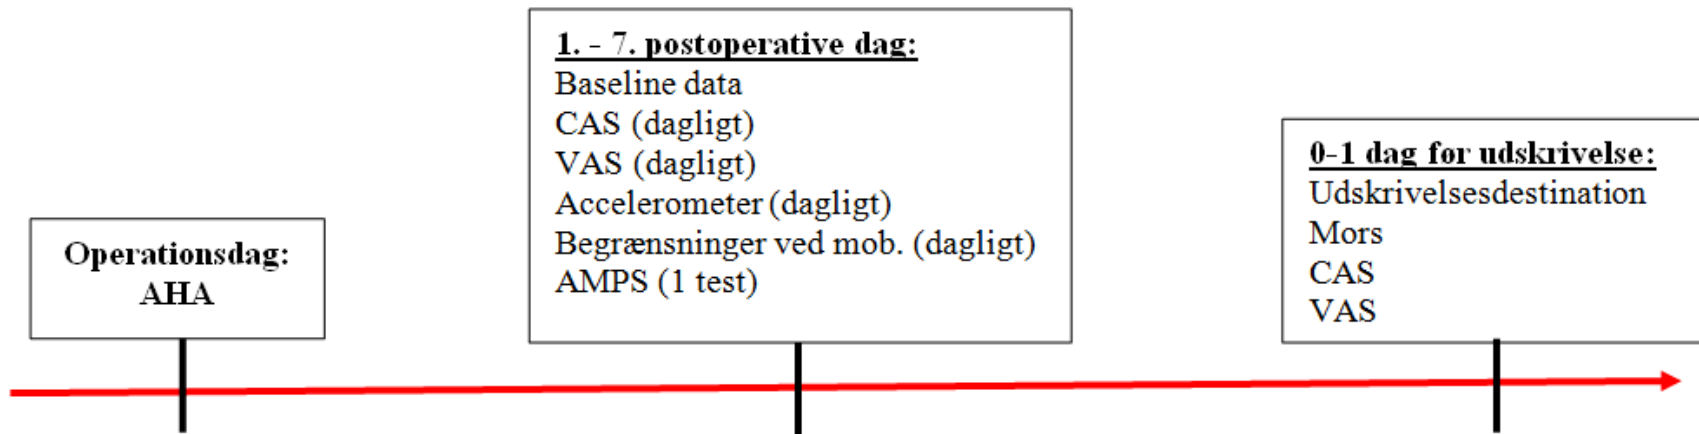 Operationsdag:
AHA
1. - 7. postoperative dag:
Baseline data
CAS (dagligt)
VAS (dagligt)
Accelerometer (dagligt)
Begrænsninger ved mob. (dagligt)
AMPS (1 test)
0-1 dag før udskrivelse:
Udskrivelsesdestination
Mors
CAS
VAS